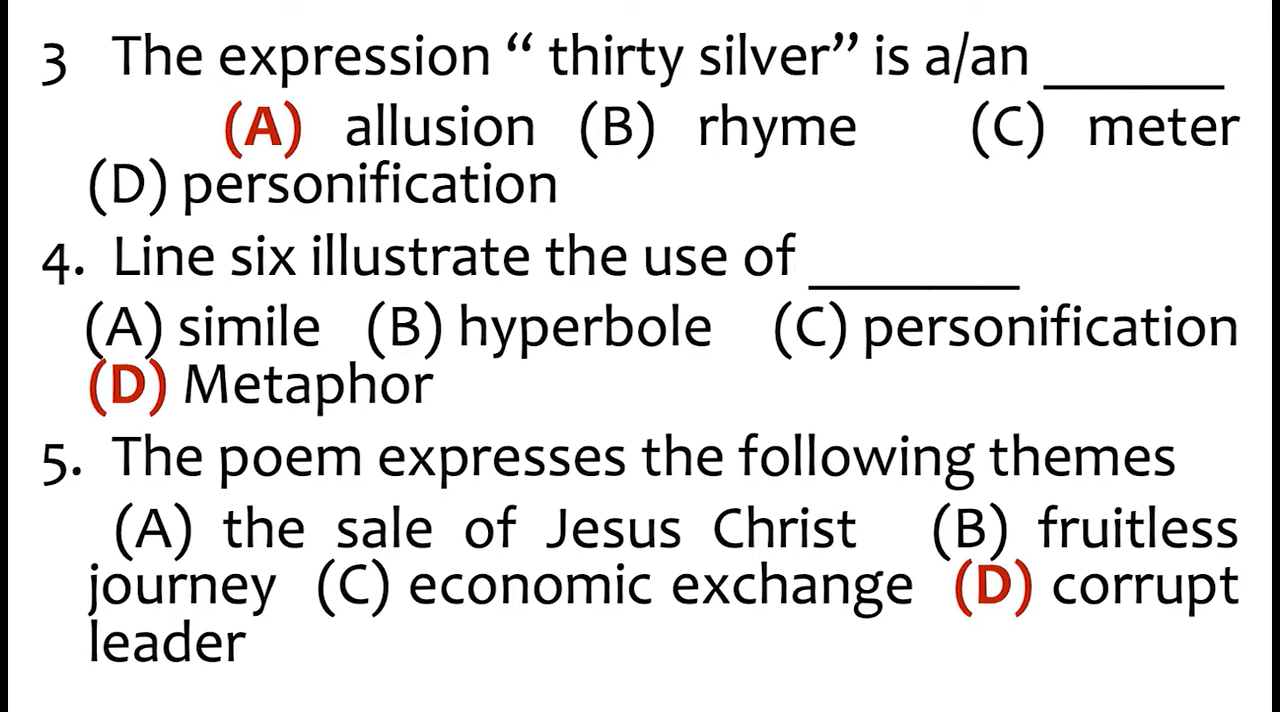 3 The expression “ thirty silver” is a/an ______
(A) allusion (B) rhyme (C) meter
(D) personification
4. Line six illustrate the use of _______
(A) simile (B) hyperbole (C) personification
(D) Metaphor
5. The poem expresses the following themes
(A) the sale of Jesus Christ (B) fruitless
journey (C) economic exchange (D) corrupt
leader